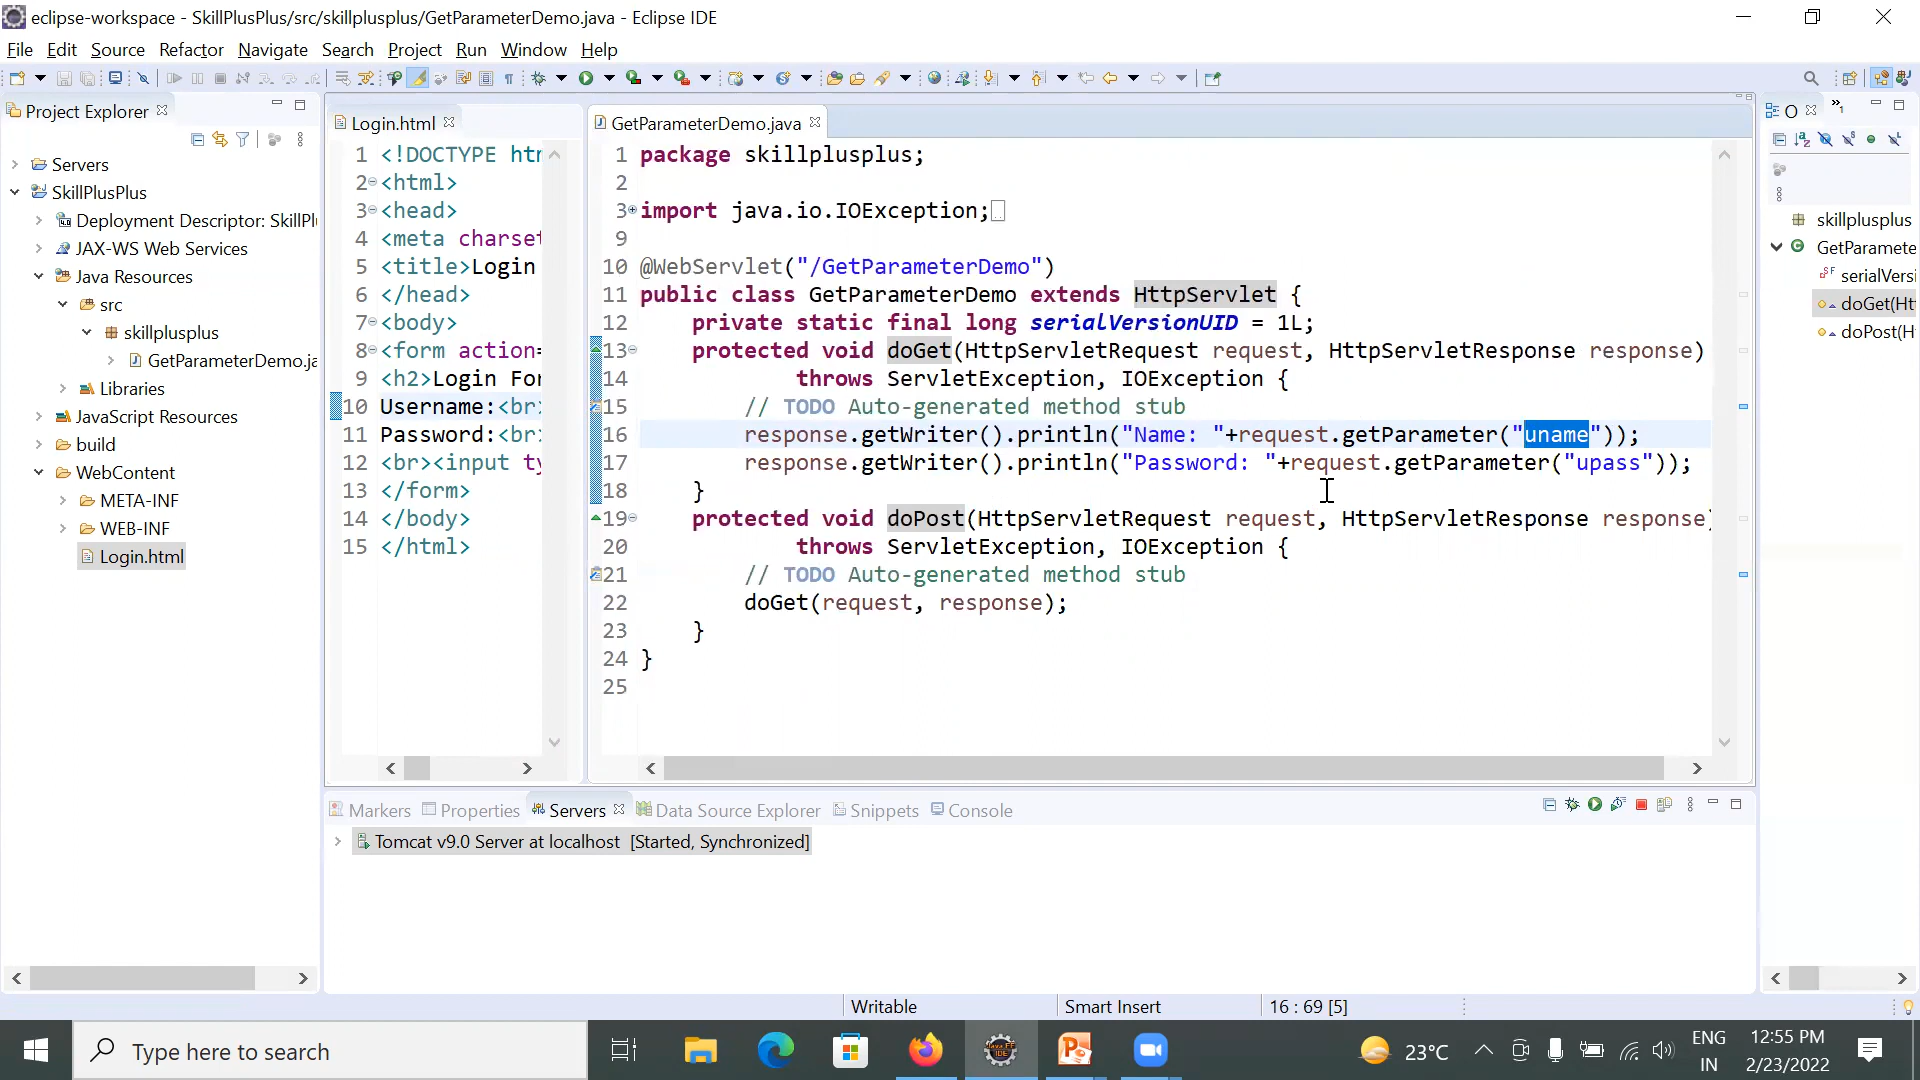 eclipse-workspace - SkillPlusPlus/src/skillplusplus/GetParameterDemo.java - Eclipse IDE
File Edit Source Refactor Navigate Search Project Run Window Help
Project Explorer
Servers
SkillPlusPlus
Deployment Descriptor: SkillPl
JAX-WS Web Services
Java Resources
src
skillplusplus
GetParameterDemo.ja
Libraries
JavaScript Resources
build
WebContent
META-INF
WEB-INF
Login.html
Login.html
1 <!DOCTYPE htm
2 <html>
3 <head>
4 <meta charset
5 <title>Login
6 </head>
7 <body>
8 <form action=
9 <h2>Login For
10 Username:<br>
11 Password:<br>
12 <br><input ty
13 </form>
14 </body>
15 </html>
GetParameterDemo.java
1 package skillplusplus;
2
3 import java.io.IOException;
9
10 @WebServlet("/GetParameterDemo")
11 public class GetParameterDemo extends HttpServlet {
12 private static final long serialVersionUID = 1L;
13 protected void doGet(HttpServletRequest request, HttpServletResponse response)
14 throws ServletException, IOException {
15 // TODO Auto-generated method stub
16 response.getWriter().println("Name: "+request.getParameter("uname"));
17 response.getWriter().println("Password: "+request.getParameter("upass"));
18 }
19 protected void doPost(HttpServletRequest request, HttpServletResponse response)
20 throws ServletException, IOException {
21 // TODO Auto-generated method stub
22 doGet(request, response);
23 }
24 }
25
O
skillplusplus
GetParamete
serialVersi
doGet(Ht
doPost(H
Markers Properties Servers Data Source Explorer Snippets Console
Tomcat v9.0 Server at localhost [Started, Synchronized]
Writable Smart Insert 16 : 69 [5]
Type here to search
23°C
ENG
IN
12:55 PM
2/23/2022